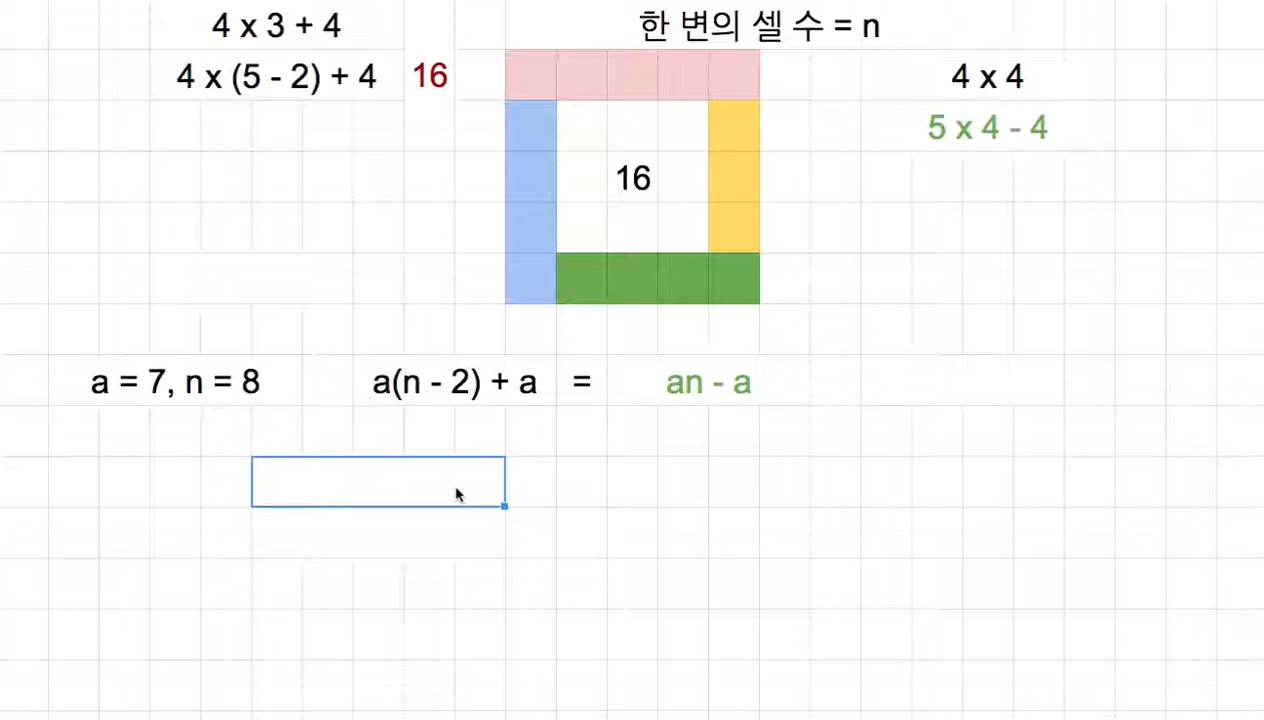 4 x 3 + 4
한 변의 셀 수 = n
4 x (5 - 2) + 4 16
4 x 4
5 x 4 - 4
16
a = 7, n = 8 a(n - 2) + a = an - a